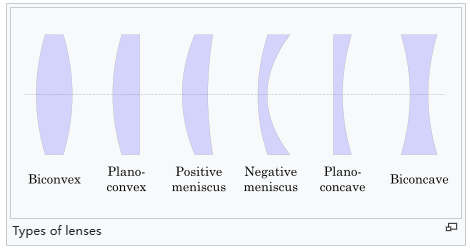 Biconvex
Plano-
convex
Positive
meniscus
Negative
meniscus
Plano-
concave
Biconcave
Types of lenses